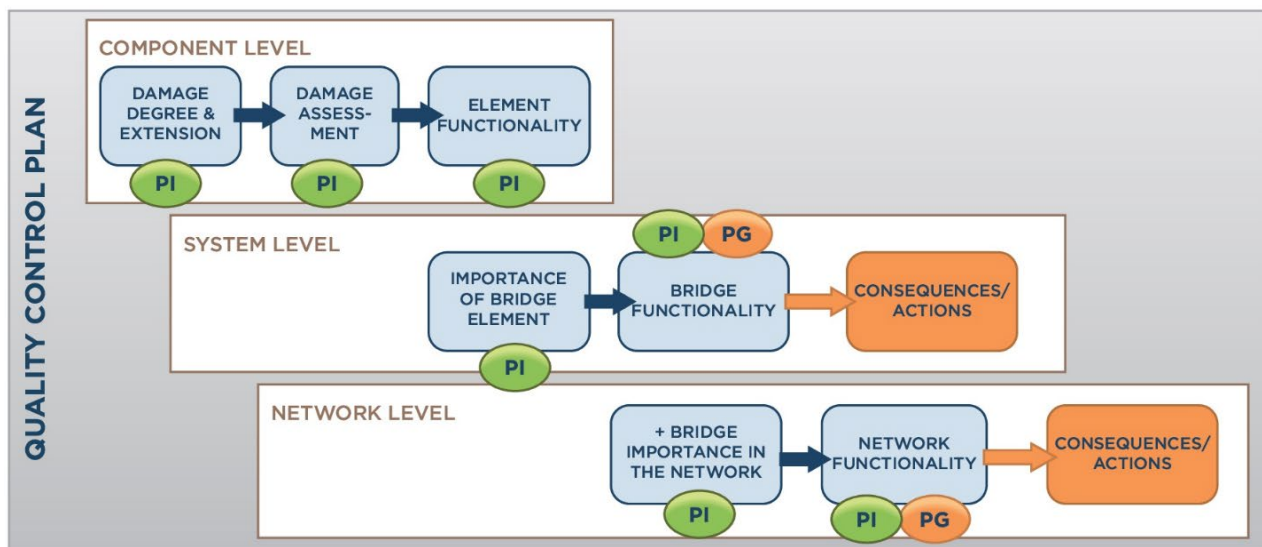 QUALITY CONTROL PLAN
COMPONENT LEVEL
DAMAGE
DEGREE &
EXTENSION
PI
DAMAGE
ASSESS-
MENT
PI
ELEMENT
FUNCTIONALITY
PI
SYSTEM LEVEL
IMPORTANCE
OF BRIDGE
ELEMENT
PI
PI
PG
BRIDGE
FUNCTIONALITY
CONSEQUENCES/
ACTIONS
NETWORK LEVEL
+ BRIDGE
IMPORTANCE IN
THE NETWORK
PI
NETWORK
FUNCTIONALITY
PI
PG
CONSEQUENCES/
ACTIONS